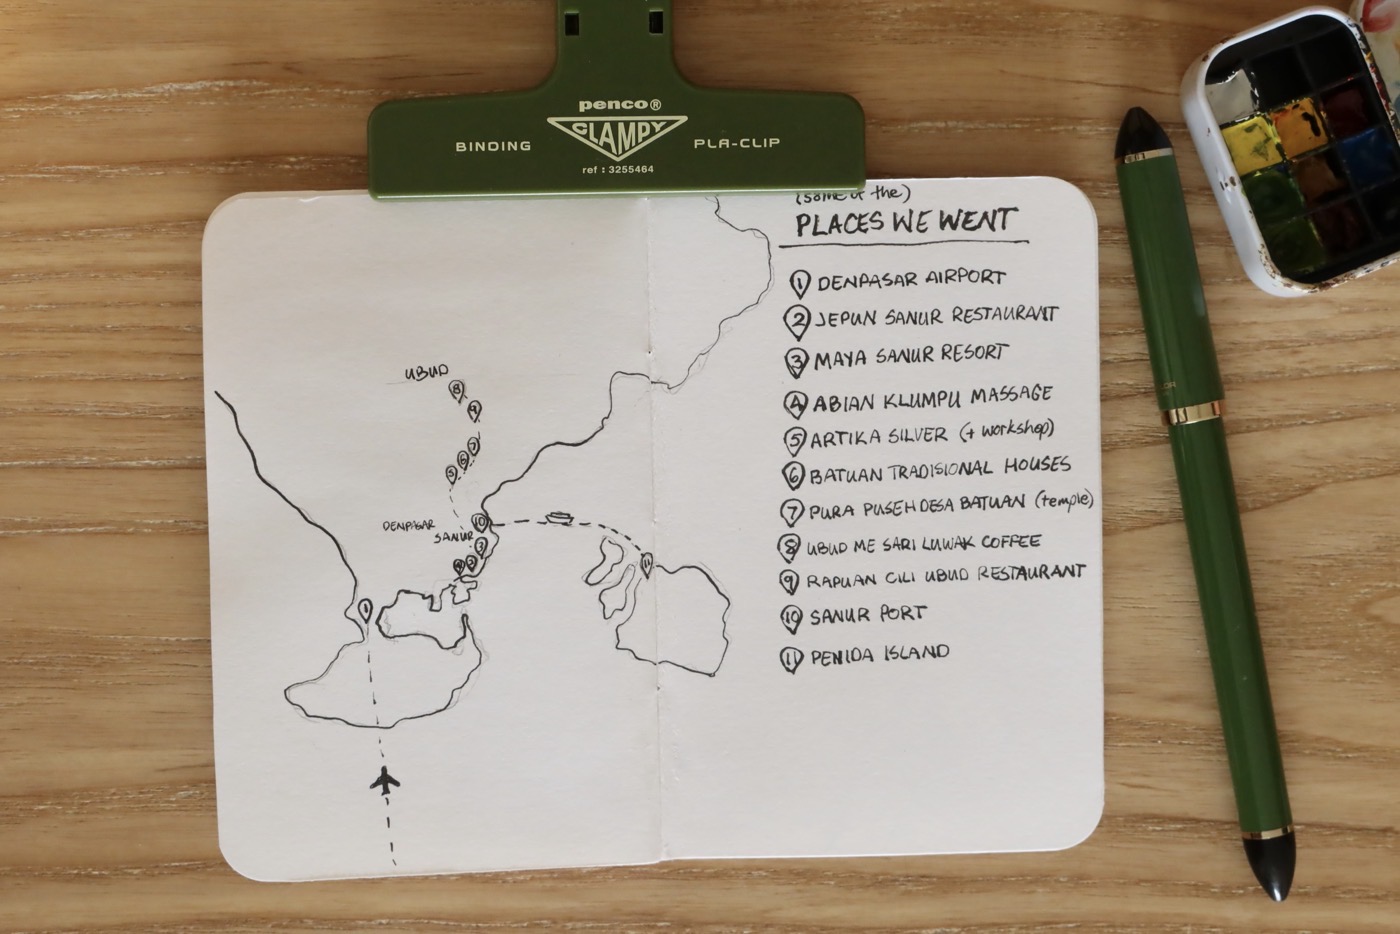 penco®
CLAMPY
BINDING
PLA-CLIP
ref : 3255464
(some of the)
PLACES WE WENT
1 DENPASAR AIRPORT
2 JEPUN SANUR RESTAURANT
3 MAYA SANUR RESORT
4 ABIAN KLUMPU MASSAGE
5 ARTIKA SILVER (+ workshop)
6 BATUAN TRADISIONAL HOUSES
7 PURA PUSEH DESA BATUAN (temple)
8 UBUD ME SARI LUWAK COFFEE
9 RAPUAN CILI UBUD RESTAURANT
10 SANUR PORT
11 PENIDA ISLAND
UBUD
8
9
7
6
5
DENPASAR
10
SANUR
3
2
4
11
1